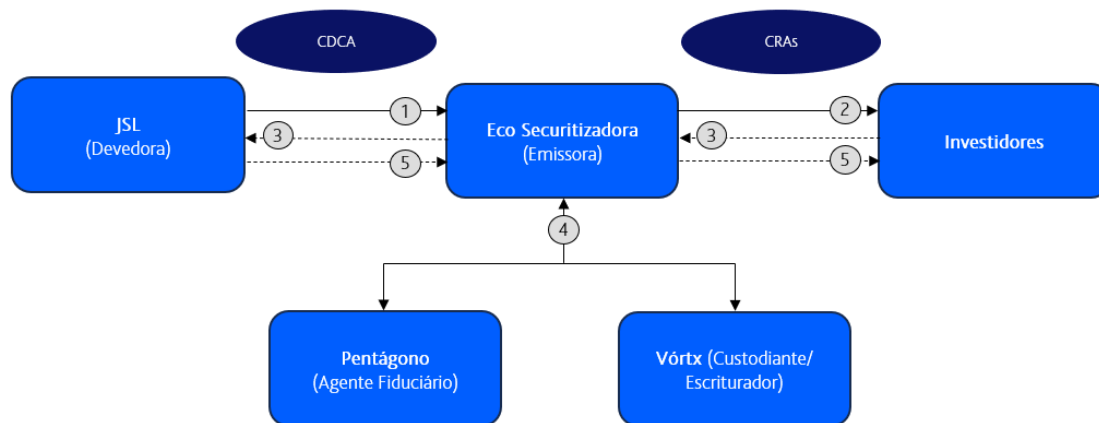 CDCA
CRAs
JSL
(Devedora)
1
3
5
Eco Securitizadora
(Emissora)
2
3
5
Investidores
4
Pentágono
(Agente Fiduciário)
Vórtx (Custodiante/
Escriturador)